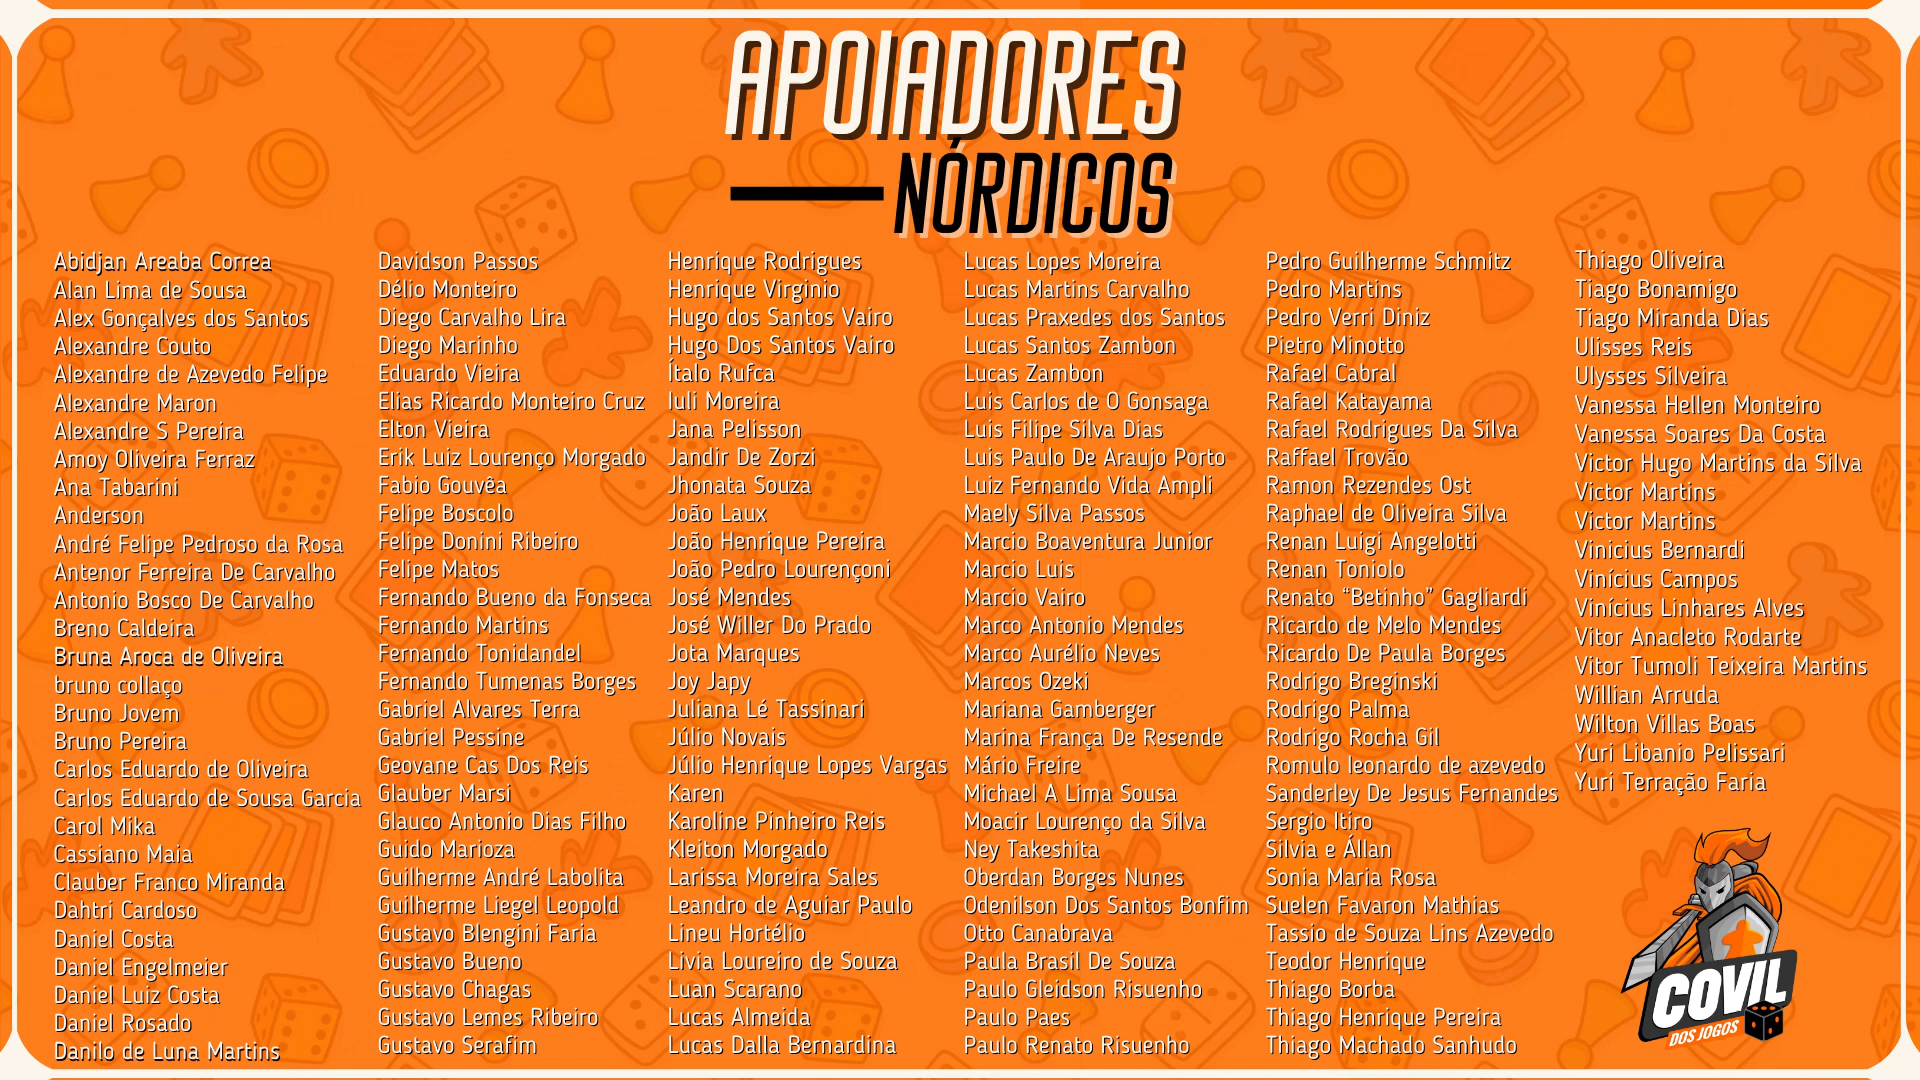 APOIADORES
NÓRDICOS
Abidjan Areaba Correa
Alan Lima de Sousa
Alex Gonçalves dos Santos
Alexandre Couto
Alexandre de Azevedo Felipe
Alexandre Maron
Alexandre S Pereira
Amoy Oliveira Ferraz
Ana Tabarini
Anderson
André Felipe Pedroso da Rosa
Antenor Ferreira De Carvalho
Antonio Bosco De Carvalho
Breno Caldeira
Bruna Aroca de Oliveira
bruno collaço
Bruno Jovem
Bruno Pereira
Carlos Eduardo de Oliveira
Carlos Eduardo de Sousa Garcia
Carol Mika
Cassiano Maia
Clauber Franco Miranda
Dahtri Cardoso
Daniel Costa
Daniel Engelmeier
Daniel Luiz Costa
Daniel Rosado
Danilo de Luna Martins
Davidson Passos
Délio Monteiro
Diego Carvalho Lira
Diego Marinho
Eduardo Vieira
Elias Ricardo Monteiro Cruz
Elton Vieira
Erik Luiz Lourenço Morgado
Fabio Gouvêa
Felipe Boscolo
Felipe Donini Ribeiro
Felipe Matos
Fernando Bueno da Fonseca
Fernando Martins
Fernando Tonidandel
Fernando Tumenas Borges
Gabriel Alvares Terra
Gabriel Pessine
Geovane Cas Dos Reis
Glauber Marsi
Glauco Antonio Dias Filho
Guido Marioza
Guilherme André Labolita
Guilherme Liegel Leopold
Gustavo Blengini Faria
Gustavo Bueno
Gustavo Chagas
Gustavo Lemes Ribeiro
Gustavo Serafim
Henrique Rodrigues
Henrique Virginio
Hugo dos Santos Vairo
Hugo Dos Santos Vairo
Ítalo Rufca
Iuli Moreira
Jana Pelisson
Jandir De Zorzi
Jhonata Souza
João Laux
João Henrique Pereira
João Pedro Lourençoni
José Mendes
José Willer Do Prado
Jota Marques
Joy Japy
Juliana Lé Tassinari
Júlio Novais
Júlio Henrique Lopes Vargas
Karen
Karoline Pinheiro Reis
Kleiton Morgado
Larissa Moreira Sales
Leandro de Aguiar Paulo
Lineu Hortélio
Livia Loureiro de Souza
Luan Scarano
Lucas Almeida
Lucas Dalla Bernardina
Lucas Lopes Moreira
Lucas Martins Carvalho
Lucas Praxedes dos Santos
Lucas Santos Zambon
Lucas Zambon
Luis Carlos de O Gonsaga
Luis Filipe Silva Dias
Luis Paulo De Araujo Porto
Luiz Fernando Vida Ampli
Maely Silva Passos
Marcio Boaventura Junior
Marcio Luis
Marcio Vairo
Marco Antonio Mendes
Marco Aurélio Neves
Marcos Ozeki
Mariana Gamberger
Marina França De Resende
Mário Freire
Michael A Lima Sousa
Moacir Lourenço da Silva
Ney Takeshita
Oberdan Borges Nunes
Odenilson Dos Santos Bonfim
Otto Canabrava
Paula Brasil De Souza
Paulo Gleidson Risuenho
Paulo Paes
Paulo Renato Risuenho
Pedro Guilherme Schmitz
Pedro Martins
Pedro Verri Diniz
Pietro Minotto
Rafael Cabral
Rafael Katayama
Rafael Rodrigues Da Silva
Raffael Trovão
Ramon Rezendes Ost
Raphael de Oliveira Silva
Renan Luigi Angelotti
Renan Toniolo
Renato “Betinho” Gagliardi
Ricardo de Melo Mendes
Ricardo De Paula Borges
Rodrigo Breginski
Rodrigo Palma
Rodrigo Rocha Gil
Romulo leonardo de azevedo
Sanderley De Jesus Fernandes
Sergio Itiro
Silvia e Állan
Sonia Maria Rosa
Suelen Favaron Mathias
Tassio de Souza Lins Azevedo
Teodor Henrique
Thiago Borba
Thiago Henrique Pereira
Thiago Machado Sanhudo
Thiago Oliveira
Tiago Bonamigo
Tiago Miranda Dias
Ulisses Reis
Ulysses Silveira
Vanessa Hellen Monteiro
Vanessa Soares Da Costa
Victor Hugo Martins da Silva
Victor Martins
Victor Martins
Vinicius Bernardi
Vinícius Campos
Vinícius Linhares Alves
Vitor Anacleto Rodarte
Vitor Tumoli Teixeira Martins
Willian Arruda
Wilton Villas Boas
Yuri Libanio Pelissari
Yuri Terração Faria
COVIL
DOS JOGOS